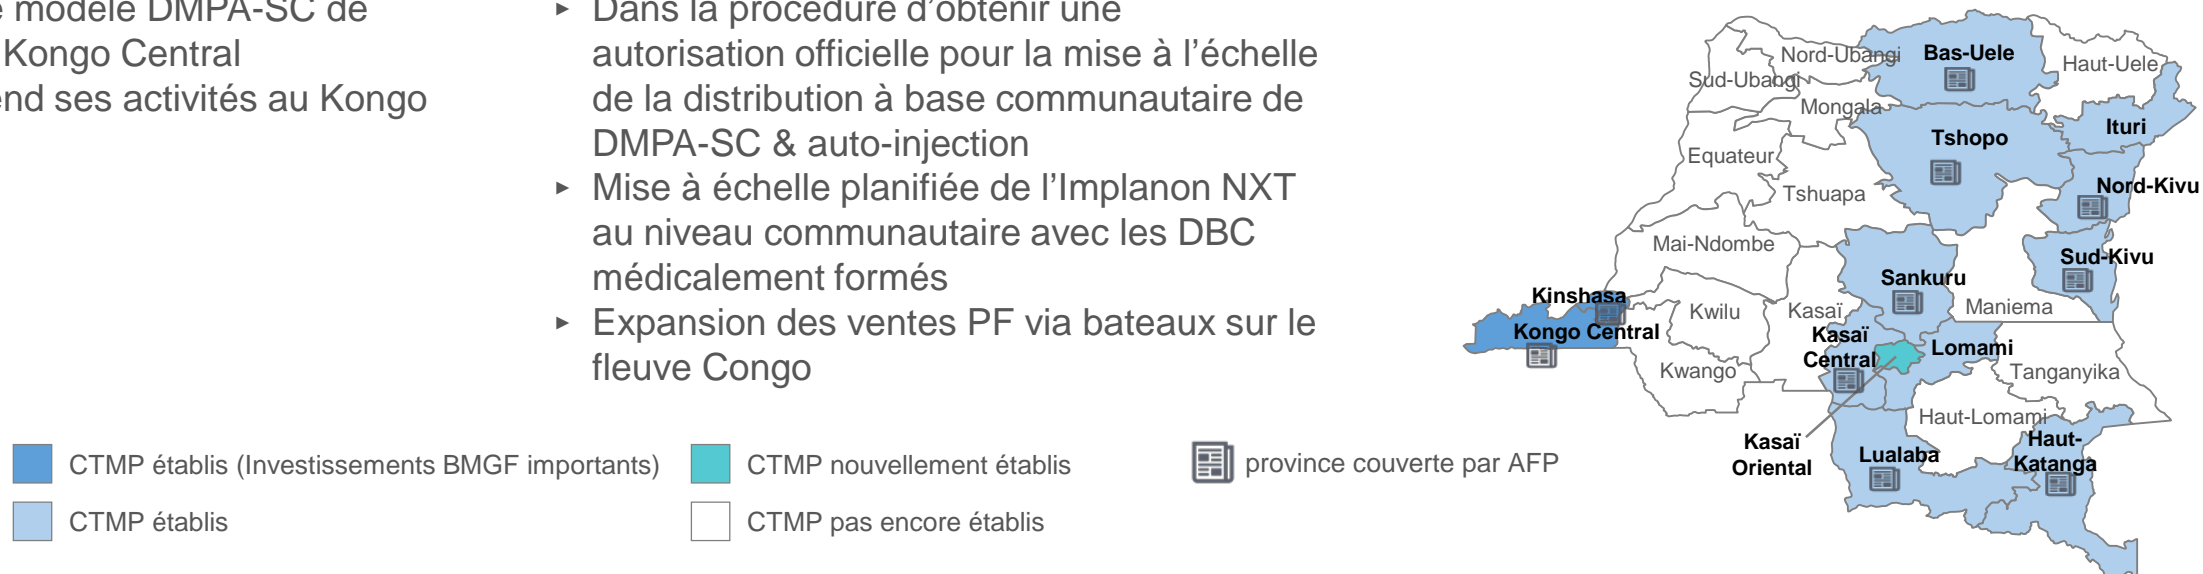 modèle DMPA-SC de
Kongo Central
end ses activités au Kongo
► Dans la procédure d'obtenir une
autorisation officielle pour la mise à l'échelle
de la distribution à base communautaire de
DMPA-SC & auto-injection
► Mise à échelle planifiée de l'Implanon NXT
au niveau communautaire avec les DBC
médicalement formés
► Expansion des ventes PF via bateaux sur le
fleuve Congo
Nord-Ubangi
Bas-Uele
Haut-Uele
Sud-Ubangi
Mongala
Ituri
Tshopo
Equateur
Tshuapa
Nord-Kivu
Mai-Ndombe
Sud-Kivu
Sankuru
Kinshasa
Kwilu
Kasaï
Maniema
Kongo Central
Kasaï
Central
Lomami
Kwango
Tanganyika
Haut-Lomami
Kasaï
Oriental
Lualaba
Haut-
Katanga
CTMP établis (Investissements BMGF importants)
CTMP nouvellement établis
province couverte par AFP
CTMP établis
CTMP pas encore établis